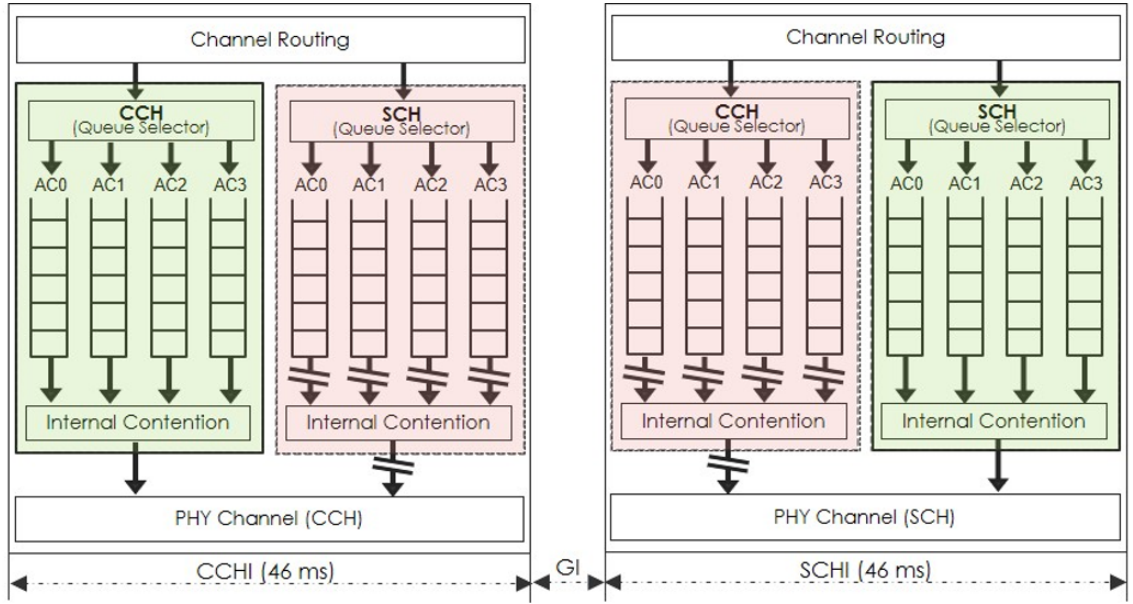 Channel Routing
CCH
(Queue Selector)
AC0 AC1 AC2 AC3
Internal Contention
SCH
(Queue Selector)
AC0 AC1 AC2 AC3
Internal Contention
PHY Channel (CCH)
CCHI (46 ms)
GI
Channel Routing
CCH
(Queue Selector)
AC0 AC1 AC2 AC3
Internal Contention
SCH
(Queue Selector)
AC0 AC1 AC2 AC3
Internal Contention
PHY Channel (SCH)
SCHI (46 ms)